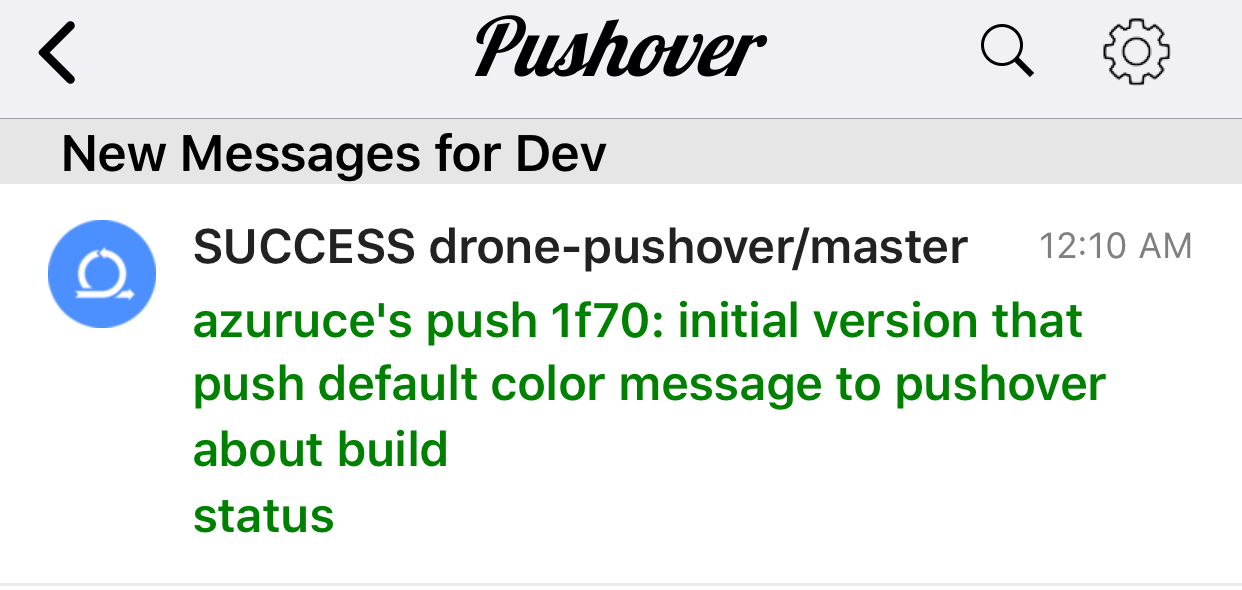 Pushover
New Messages for Dev
SUCCESS drone-pushover/master 12:10 AM
azuruce's push 1f70: initial version that
push default color message to pushover
about build
status